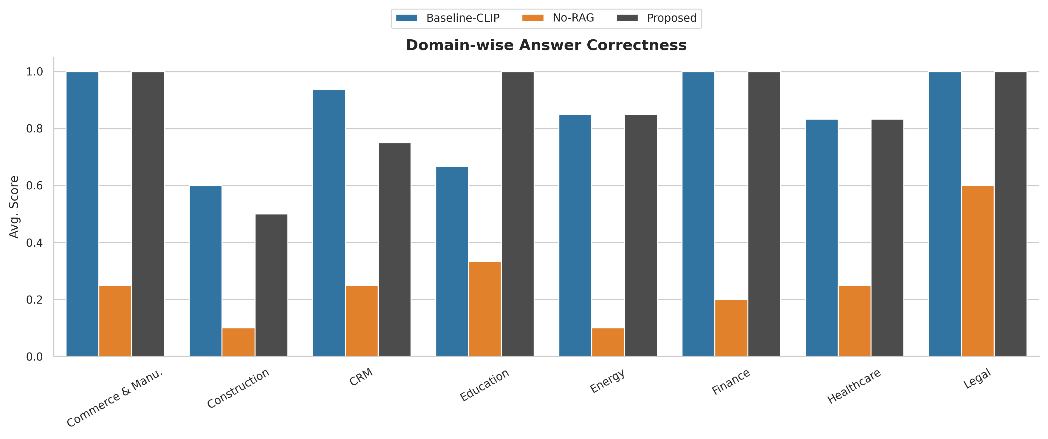 Baseline-CLIP No-RAG Proposed
Domain-wise Answer Correctness
Avg. Score
1.0
0.8
0.6
0.4
0.2
0.0
Commerce & Manu.
Construction
CRM
Education
Energy
Finance
Healthcare
Legal